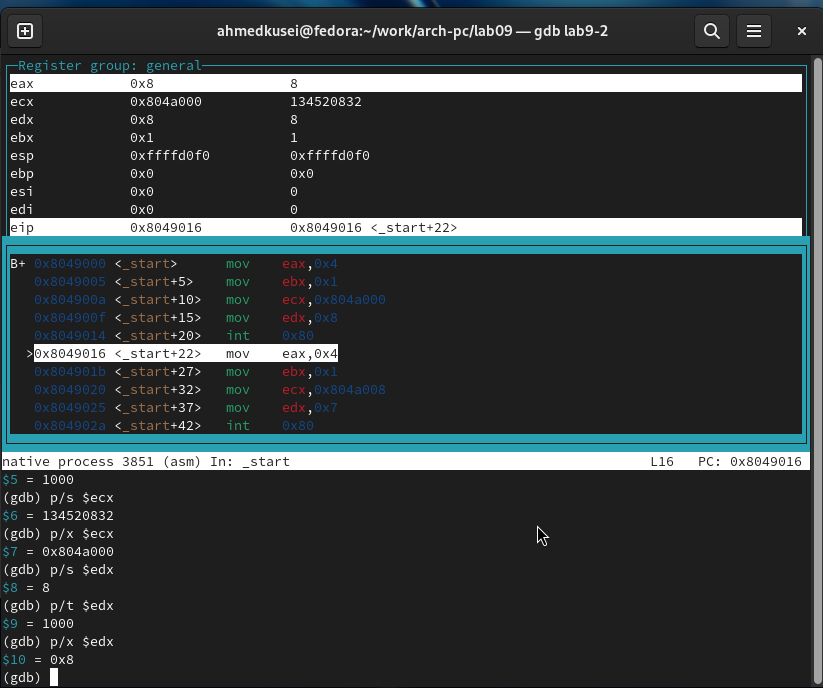 ahmedkusei@fedora:~/work/arch-pc/lab09 — gdb lab9-2
Register group: general
eax 0x8 8
ecx 0x804a000 134520832
edx 0x8 8
ebx 0x1 1
esp 0xffffd0f0 0xffffd0f0
ebp 0x0 0x0
esi 0x0 0
edi 0x0 0
eip 0x8049016 0x8049016 <_start+22>
B+ 0x8049000 <_start> mov eax,0x4
0x8049005 <_start+5> mov ebx,0x1
0x804900a <_start+10> mov ecx,0x804a000
0x804900f <_start+15> mov edx,0x8
0x8049014 <_start+20> int 0x80
>0x8049016 <_start+22> mov eax,0x4
0x804901b <_start+27> mov ebx,0x1
0x8049020 <_start+32> mov ecx,0x804a008
0x8049025 <_start+37> mov edx,0x7
0x804902a <_start+42> int 0x80
native process 3851 (asm) In: _start L16 PC: 0x8049016
$5 = 1000
(gdb) p/s $ecx
$6 = 134520832
(gdb) p/x $ecx
$7 = 0x804a000
(gdb) p/s $edx
$8 = 8
(gdb) p/t $edx
$9 = 1000
(gdb) p/x $edx
$10 = 0x8
(gdb)